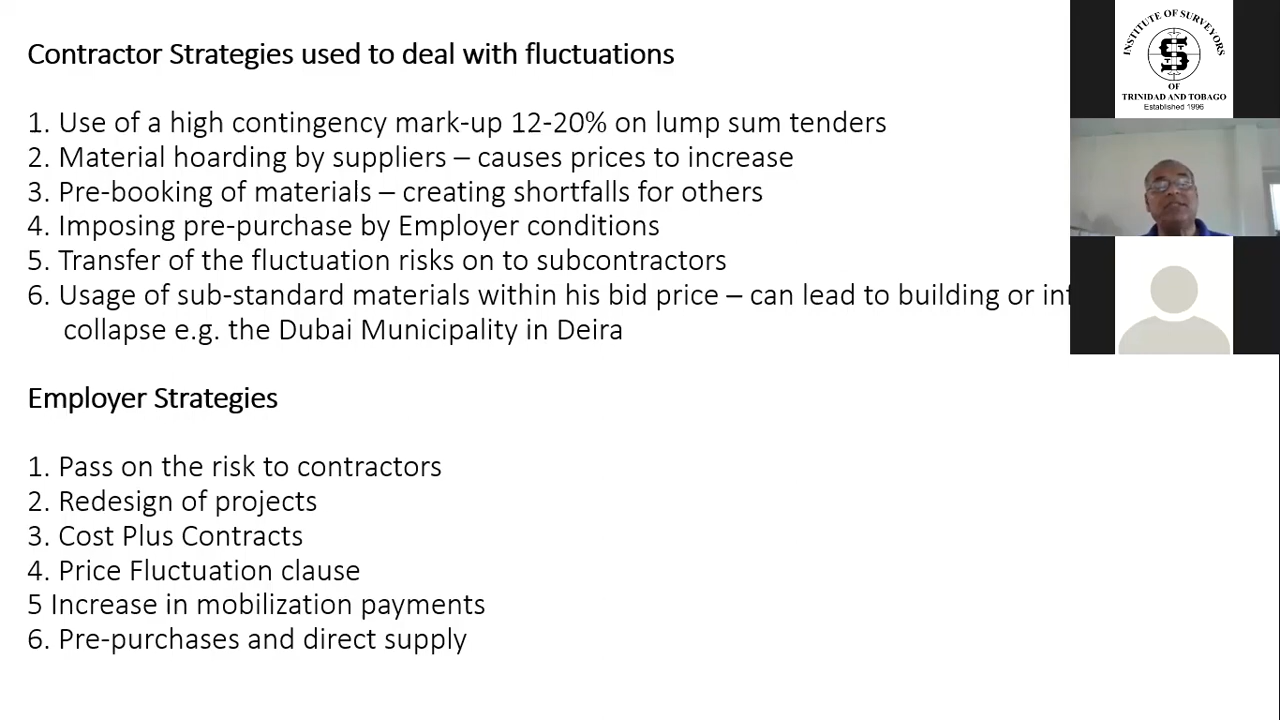 Contractor Strategies used to deal with fluctuations
1. Use of a high contingency mark-up 12-20% on lump sum tenders
2. Material hoarding by suppliers – causes prices to increase
3. Pre-booking of materials – creating shortfalls for others
4. Imposing pre-purchase by Employer conditions
5. Transfer of the fluctuation risks on to subcontractors
6. Usage of sub-standard materials within his bid price – can lead to building or
collapse e.g. the Dubai Municipality in Deira
Employer Strategies
1. Pass on the risk to contractors
2. Redesign of projects
3. Cost Plus Contracts
4. Price Fluctuation clause
5 Increase in mobilization payments
6. Pre-purchases and direct supply
INSTITUTE OF SURVEYORS
OF
TRINIDAD AND TOBAGO
Established 1996